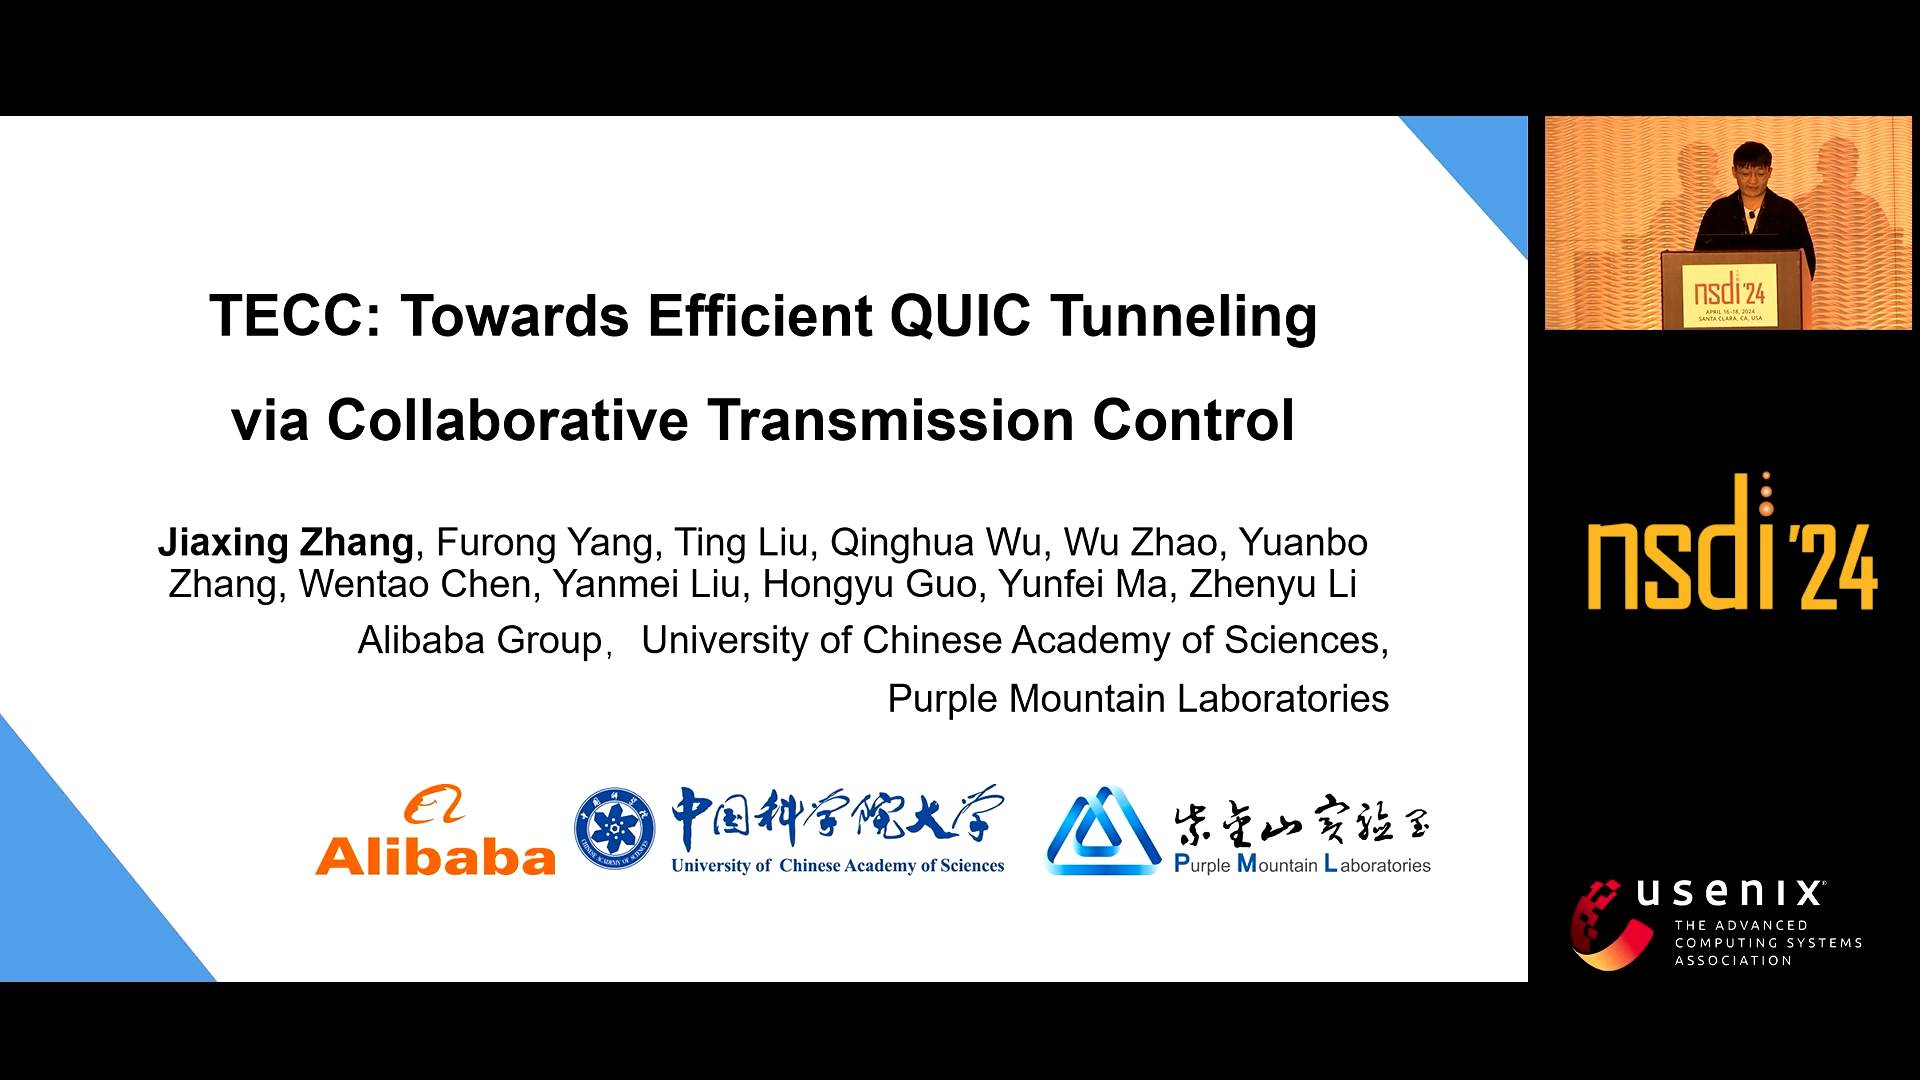 TECC: Towards Efficient QUIC Tunneling
via Collaborative Transmission Control
Jiaxing Zhang, Furong Yang, Ting Liu, Qinghua Wu, Wu Zhao, Yuanbo
Zhang, Wentao Chen, Yanmei Liu, Hongyu Guo, Yunfei Ma, Zhenyu Li
Alibaba Group，University of Chinese Academy of Sciences,
Purple Mountain Laboratories
Alibaba
中国科学院大学
University of Chinese Academy of Sciences
紫金山实验室
Purple Mountain Laboratories
nsdi '24
APRIL 16-18, 2024
SANTA CLARA, CA, USA
nsdi '24
usenix®
THE ADVANCED
COMPUTING SYSTEMS
ASSOCIATION